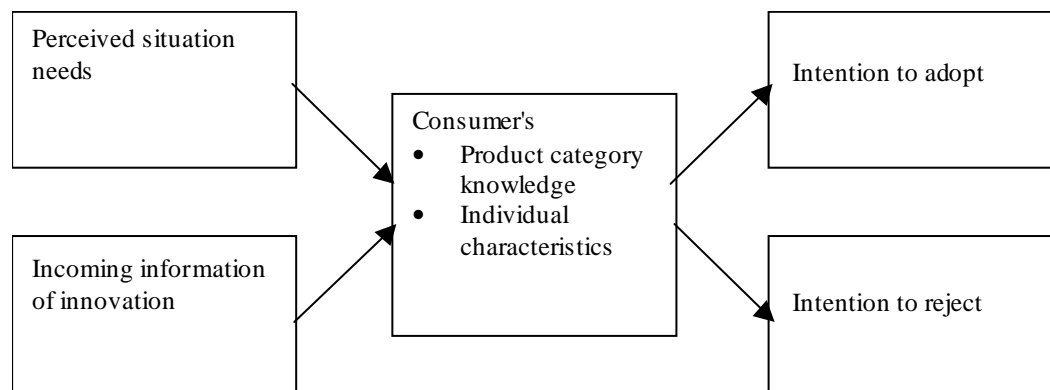 Perceived situation
needs
Incoming information
of innovation
Consumer's
• Product category
knowledge
• Individual
characteristics
Intention to adopt
Intention to reject